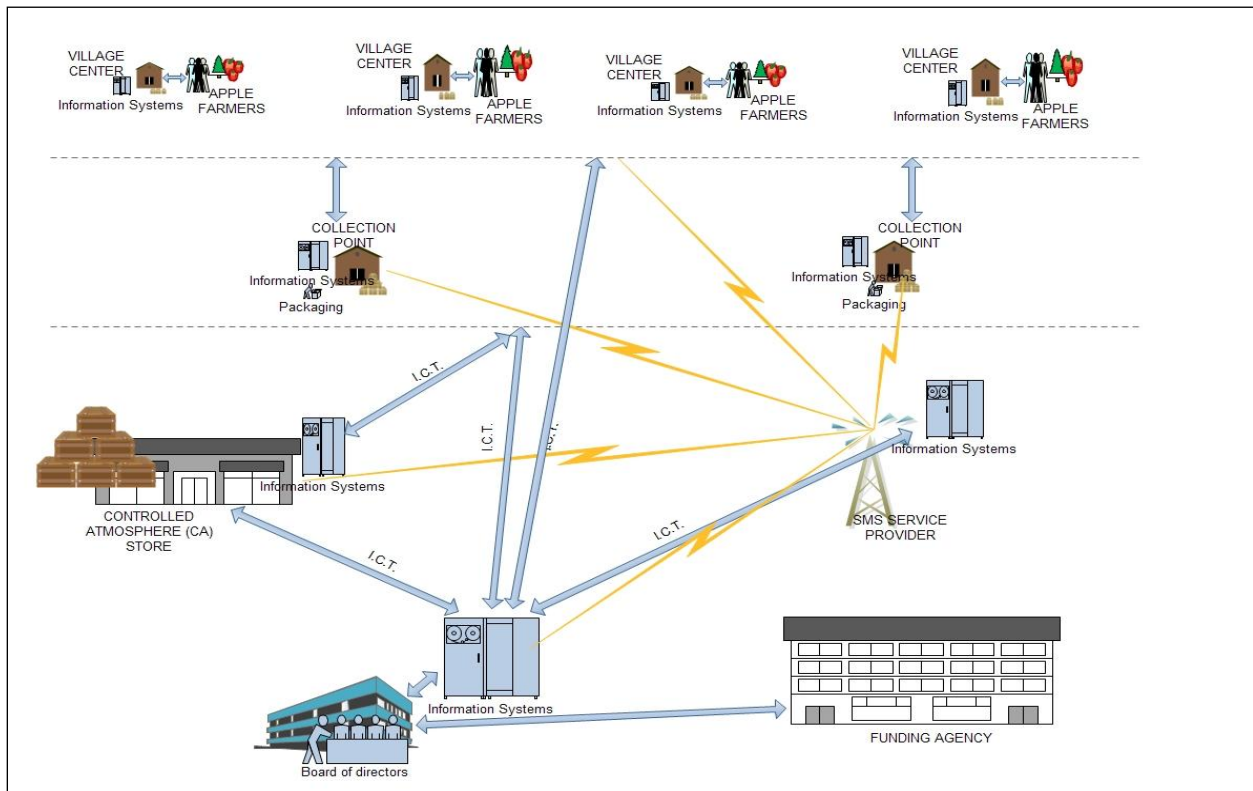 VILLAGE
CENTER
Information Systems
APPLE
FARMERS
VILLAGE
CENTER
Information Systems
APPLE
FARMERS
VILLAGE
CENTER
Information Systems
APPLE
FARMERS
VILLAGE
CENTER
Information Systems
APPLE
FARMERS
COLLECTION
POINT
Information Systems
Packaging
COLLECTION
POINT
Information Systems
Packaging
I.C.T.
I.C.T.
I.C.T.
Information Systems
Information Systems
CONTROLLED
ATMOSPHERE (CA)
STORE
SMS SERVICE
PROVIDER
I.C.T.
I.C.T.
Information Systems
FUNDING AGENCY
Board of directors